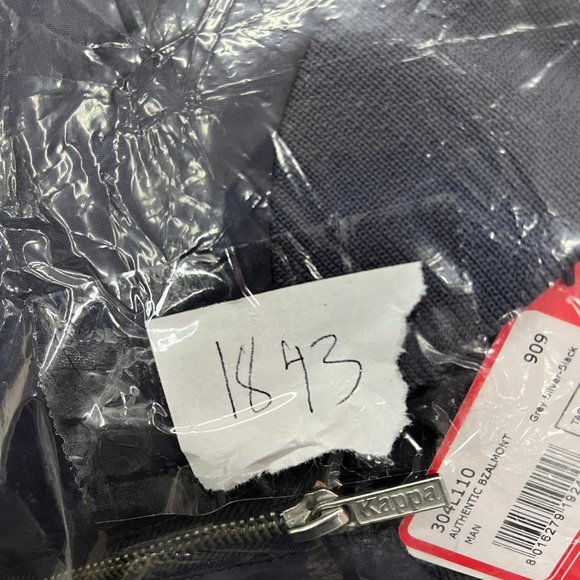 1843
Kappa
909
Grey Silver-Black
304L110
AUTHENTIC BZALMONT
MAN